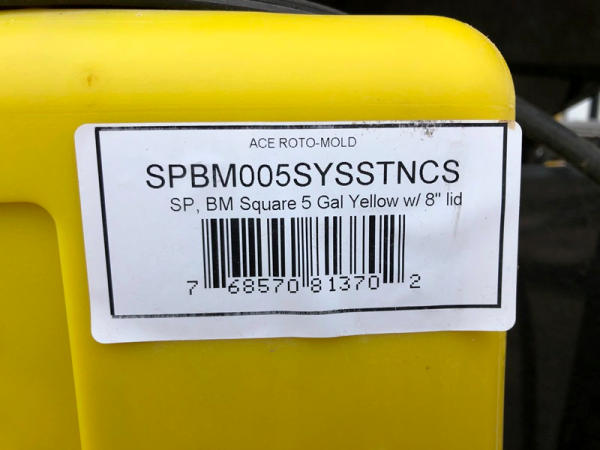 ACE ROTO-MOLD
SPBM005SYSSTNCS
SP, BM Square 5 Gal Yellow w/ 8" lid
7 68570 81370 2